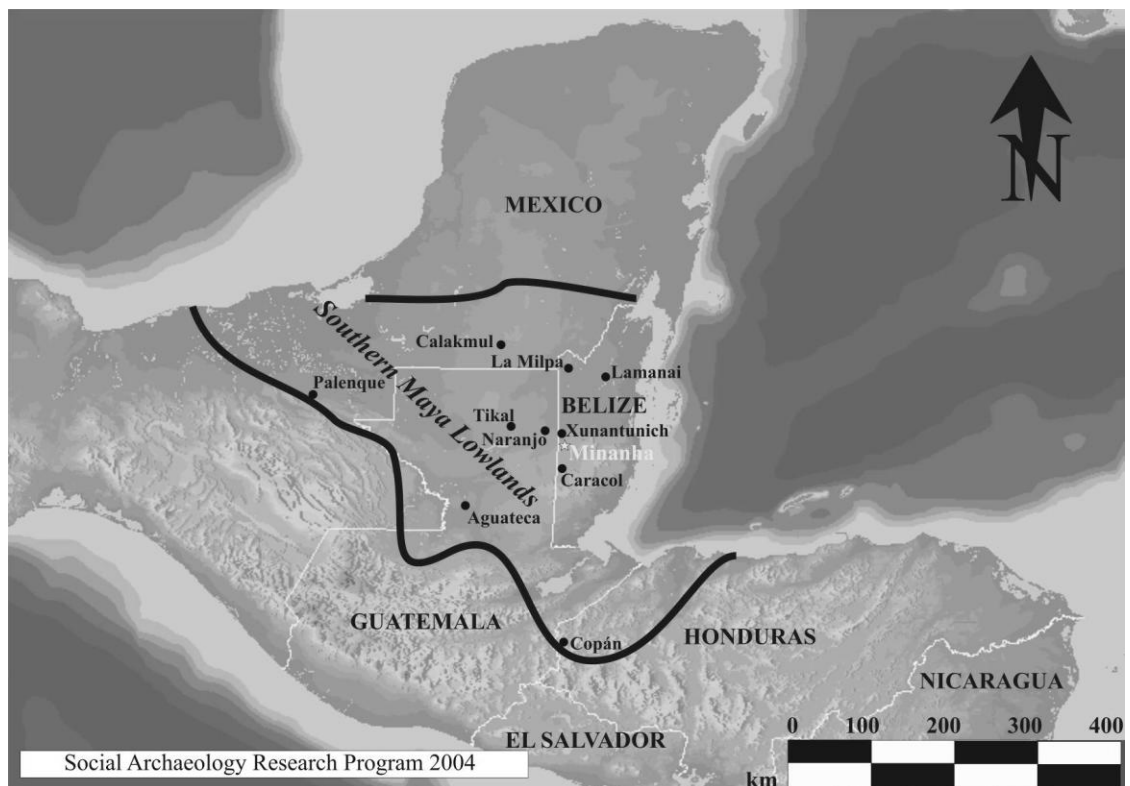 N
MEXICO
Southern Maya Lowlands
Calakmul
La Milpa
Lamanai
Palenque
BELIZE
Tikal
Naranjo
Xunantunich
Minanha
Caracol
Aguateca
GUATEMALA
Copán
HONDURAS
NICARAGUA
EL SALVADOR
0 100 200 300 400
km
Social Archaeology Research Program 2004